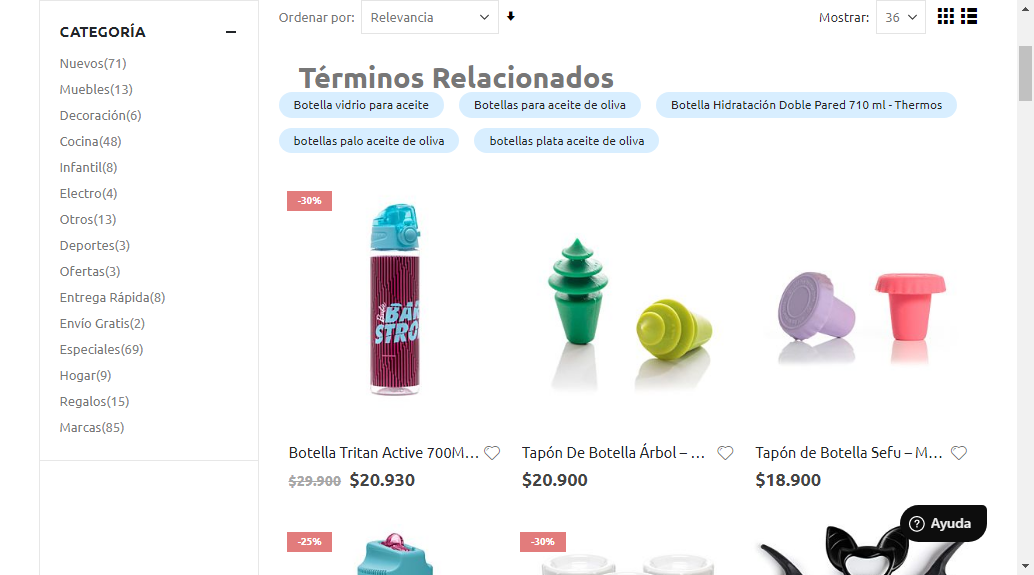 Ordenar por: Relevancia
Mostrar: 36
CATEGORÍA
Nuevos(71)
Muebles(13)
Decoración(6)
Cocina(48)
Infantil(8)
Electro(4)
Otros(13)
Deportes(3)
Ofertas(3)
Entrega Rápida(8)
Envío Gratis(2)
Especiales(69)
Hogar(9)
Regalos(15)
Marcas(85)
Términos Relacionados
Botella vidrio para aceite
Botellas para aceite de oliva
Botella Hidratación Doble Pared 710 ml - Thermos
botellas palo aceite de oliva
botellas plata aceite de oliva
-30%
Botella Tritan Active 700M...
$29.900 $20.930
Tapón De Botella Árbol – ...
$20.900
Tapón de Botella Sefu – M...
$18.900
-25%
-30%
Ayuda